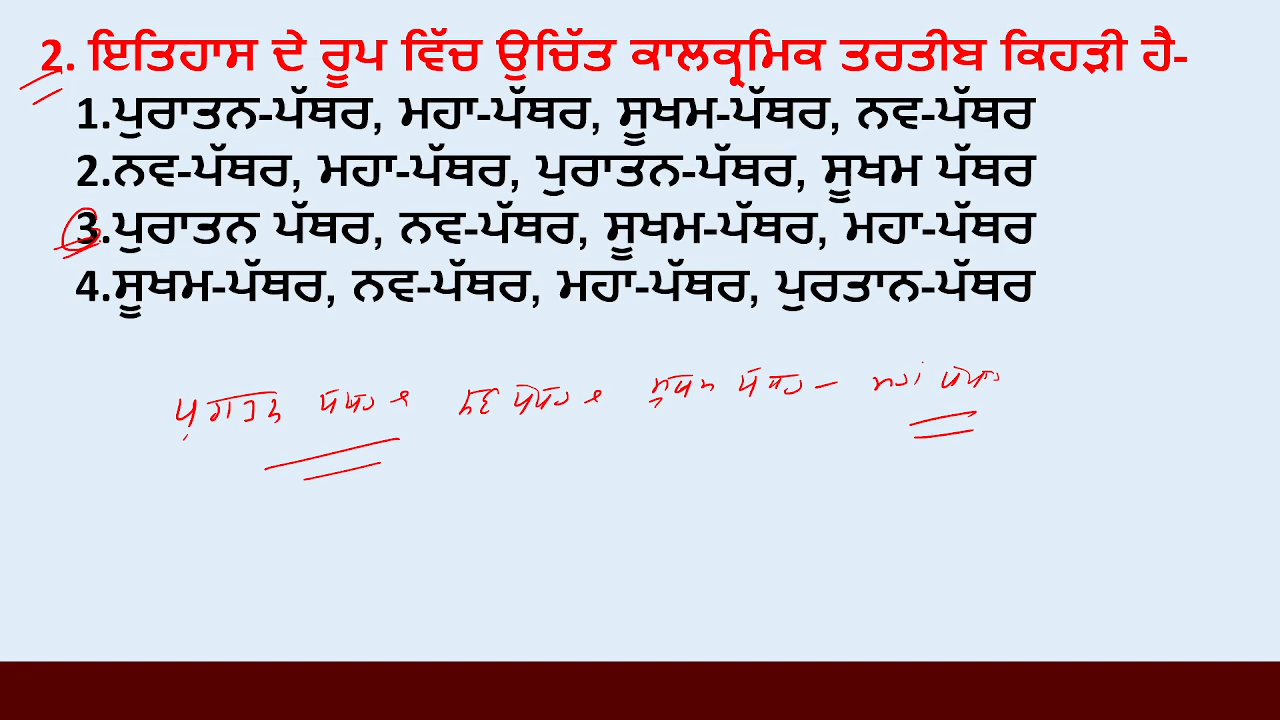 2. ਇਤਿਹਾਸ ਦੇ ਰੂਪ ਵਿੱਚ ਉਚਿੱਤ ਕਾਲਕ੍ਰਮਿਕ ਤਰਤੀਬ ਕਿਹੜੀ ਹੈ-
1.ਪੁਰਾਤਨ-ਪੱਥਰ, ਮਹਾ-ਪੱਥਰ, ਸੂਖਮ-ਪੱਥਰ, ਨਵ-ਪੱਥਰ
2.ਨਵ-ਪੱਥਰ, ਮਹਾ-ਪੱਥਰ, ਪੁਰਾਤਨ-ਪੱਥਰ, ਸੂਖਮ ਪੱਥਰ
3.ਪੁਰਾਤਨ ਪੱਥਰ, ਨਵ-ਪੱਥਰ, ਸੂਖਮ-ਪੱਥਰ, ਮਹਾ-ਪੱਥਰ
4.ਸੂਖਮ-ਪੱਥਰ, ਨਵ-ਪੱਥਰ, ਮਹਾ-ਪੱਥਰ, ਪੁਰਤਾਨ-ਪੱਥਰ